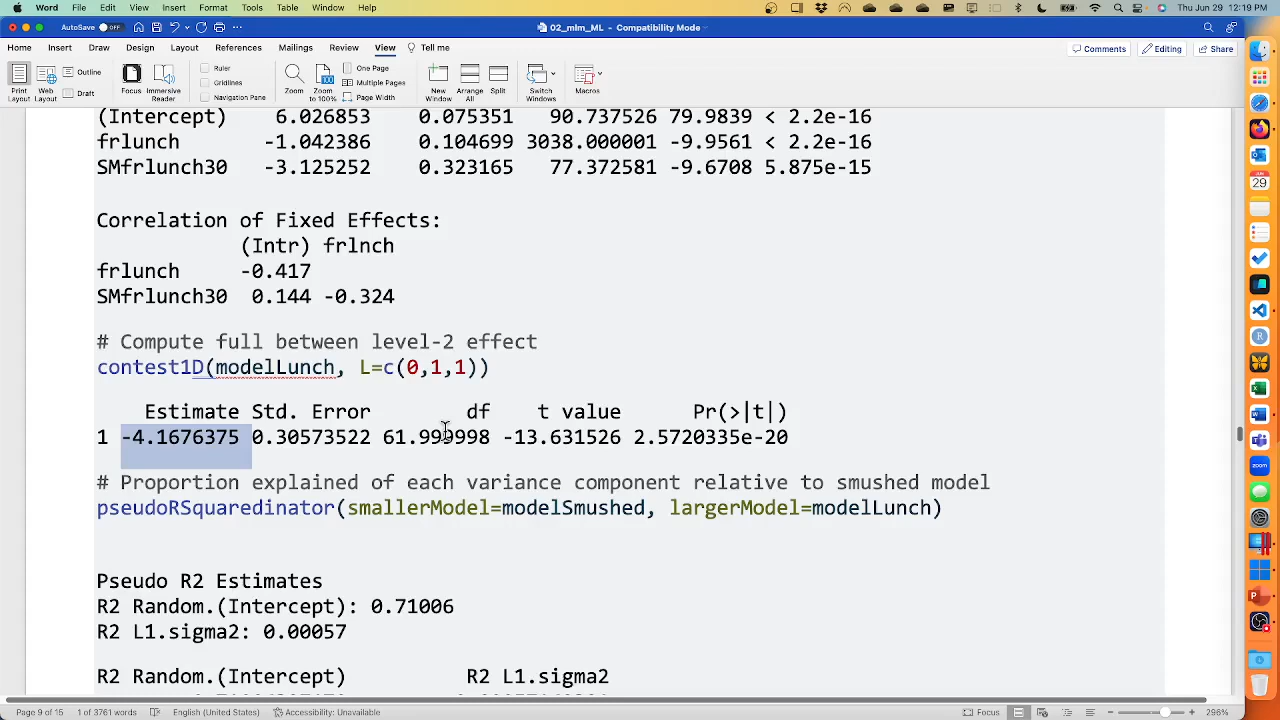 Word File Edit View Insert Format Tools Table Window Help Thu Jun 29 12:19 PM
AutoSave OFF 02_mlm_ML - Compatibility Mode
Home Insert Draw Design Layout References Mailings Review View Tell me Comments Editing Share
Print Layout Web Layout Outline Draft Focus Immersive Reader Ruler Gridlines Navigation Pane Zoom Zoom to 100% One Page Multiple Pages Page Width New Window Arrange All Split Switch Windows Macros
(Intercept) 6.026853 0.075351 90.737526 79.9839 < 2.2e-16
frlunch -1.042386 0.104699 3038.000001 -9.9561 < 2.2e-16
SMfrlunch30 -3.125252 0.323165 77.372581 -9.6708 5.875e-15
Correlation of Fixed Effects:
(Intr) frlnch
frlunch -0.417
SMfrlunch30 0.144 -0.324
# Compute full between level-2 effect
contest1D(modelLunch, L=c(0,1,1))
Estimate Std. Error df t value Pr(>|t|)
1 -4.1676375 0.30573522 61.999998 -13.631526 2.5720335e-20
# Proportion explained of each variance component relative to smushed model
pseudoRSquaredinator(smallerModel=modelSmushed, largerModel=modelLunch)
Pseudo R2 Estimates
R2 Random.(Intercept): 0.71006
R2 L1.sigma2: 0.00057
R2 Random.(Intercept) R2 L1.sigma2
Page 9 of 15 1 of 3761 words English (United States) Accessibility: Unavailable Focus 296%